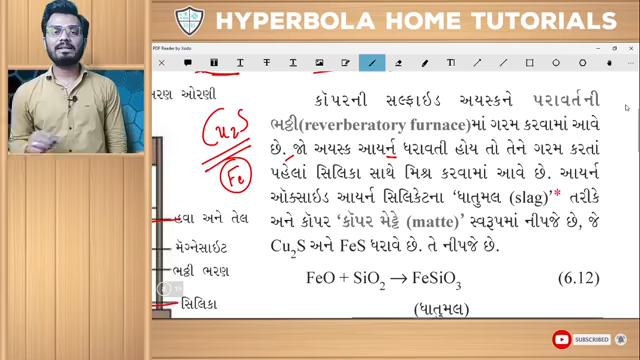 HYPERBOLA HOME TUTORIALS
PDF Reader by Xodo
રણ ઓરણી
કવા અને તેલ
મૅગ્નેસાઇટ
ભઠ્ઠી ભરણ
સિલિકા
Cu2S
Fe
કૉપરની સલ્ફાઇડ અયસ્કને પરાવર્તની
ભઠ્ઠી(reverberatory furnace)માં ગરમ કરવામાં આવે
છે. જો અયસ્ક આયર્ન ધરાવતી હોય તો તેને ગરમ કરતાં
પહેલાં સિલિકા સાથે મિશ્ર કરવામાં આવે છે. આયર્ન
ઑક્સાઇડ આયર્ન સિલિકેટના ‘ધાતુમલ (slag)* તરીકે
અને કૉપર ‘કૉપર મેટ્ટે (matte)’ સ્વરૂપમાં નીપજે છે, જે
Cu₂S અને FeS ધરાવે છે. તે નીપજે છે.
FeO + SiO₂ → FeSiO₃ (6.12)
(ધાતુમલ)
SUBSCRIBED